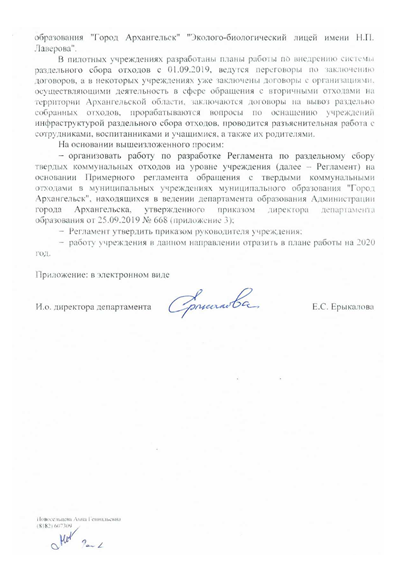 образования "Город Архангельск" "Эколого-биологический лицей имени Н.П.
Лаверова".
В пилотных учреждениях разработаны планы работы по внедрению системы
раздельного сбора отходов с 01.09.2019, ведутся переговоры по заключению
договоров, а в некоторых учреждениях уже заключены договоры с организациями,
осуществляющими деятельность в сфере обращения с вторичными отходами на
территории Архангельской области, заключаются договоры на вывоз раздельно
собранных отходов, прорабатываются вопросы по оснащению учреждений
инфраструктурой раздельного сбора отходов, проводится разъяснительная работа с
сотрудниками, воспитанниками и учащимися, а также их родителями.
На основании вышеизложенного просим:
− организовать работу по разработке Регламента по раздельному сбору
твердых коммунальных отходов на уровне учреждения (далее – Регламент) на
основании Примерного регламента обращения с твердыми коммунальными
отходами в муниципальных учреждениях муниципального образования "Город
Архангельск", находящихся в ведении департамента образования Администрации
города Архангельска, утвержденного приказом директора департамента
образования от 25.09.2019 № 668 (приложение 3);
− Регламент утвердить приказом руководителя учреждения;
− работу учреждения в данном направлении отразить в плане работы на 2020
год.
Приложение: в электронном виде
И.о. директора департамента
Е.С. Ерыкалова
Анна Геннадьевна
(8182) 607309